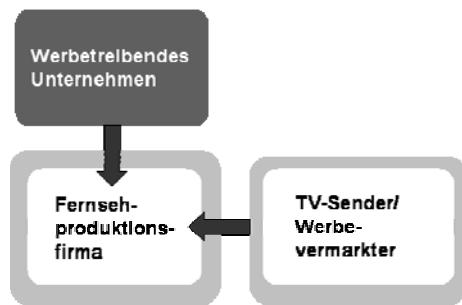 Werbetreibendes
Unternehmen
Fernseh-
produktions-
firma
TV-Sender/
Werbe-
vermarkter